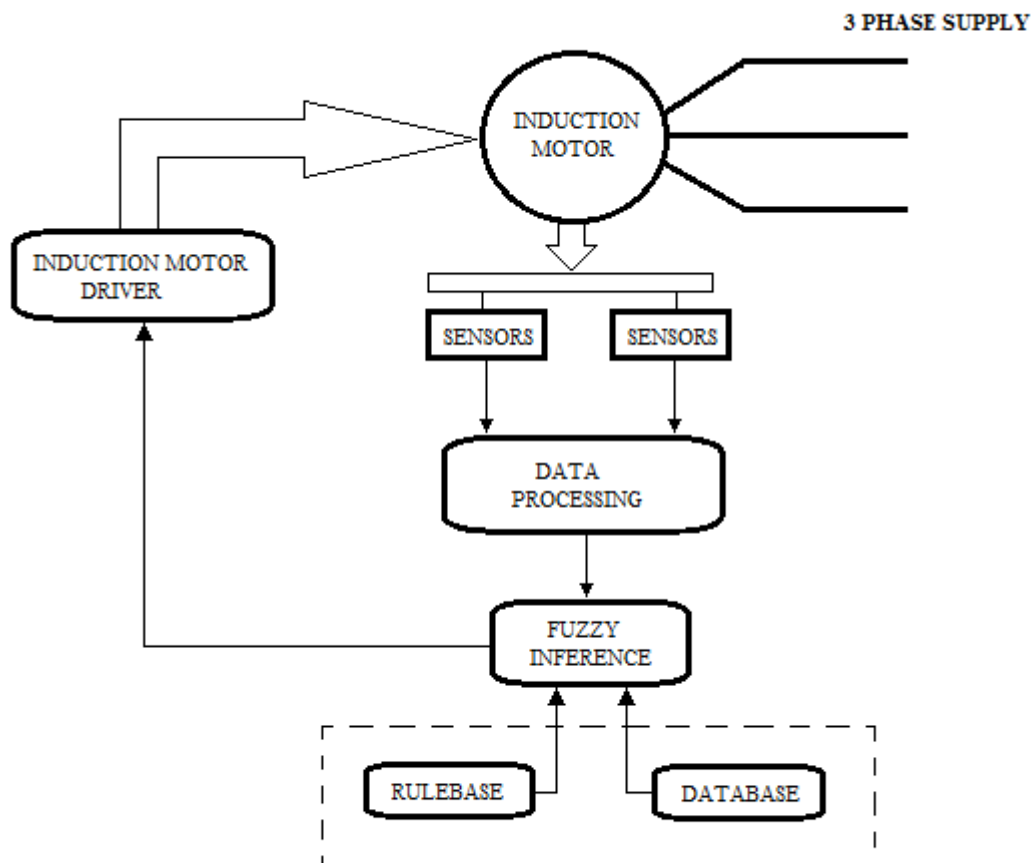 3 PHASE SUPPLY
INDUCTION
MOTOR
INDUCTION MOTOR
DRIVER
SENSORS
SENSORS
DATA
PROCESSING
FUZZY
INFERENCE
RULEBASE
DATABASE